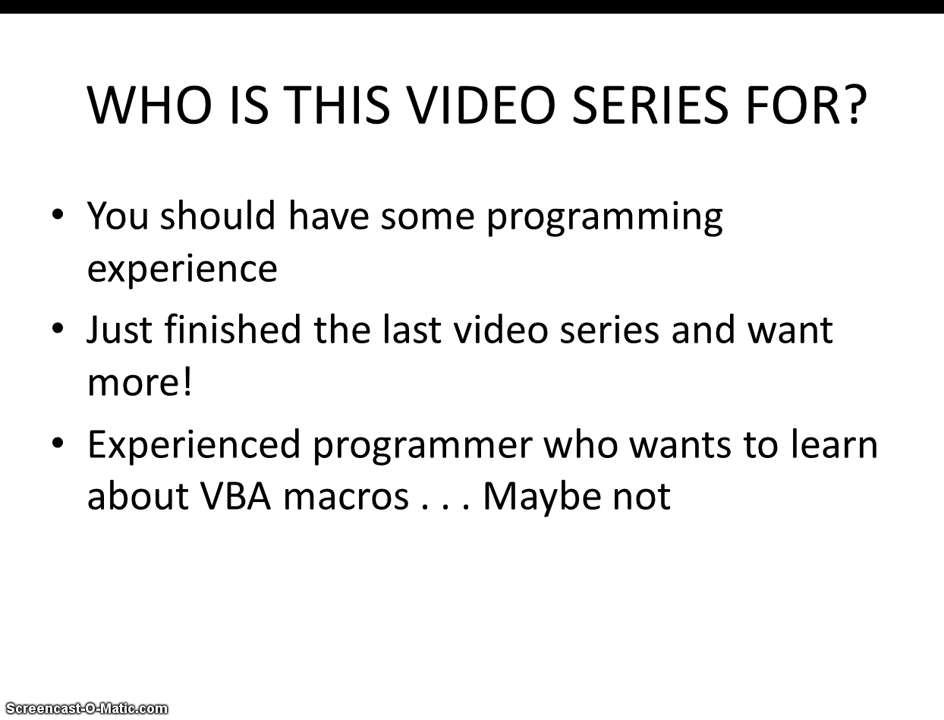 WHO IS THIS VIDEO SERIES FOR?
• You should have some programming
experience
• Just finished the last video series and want
more!
• Experienced programmer who wants to learn
about VBA macros . . . Maybe not
Screencast-O-Matic.com